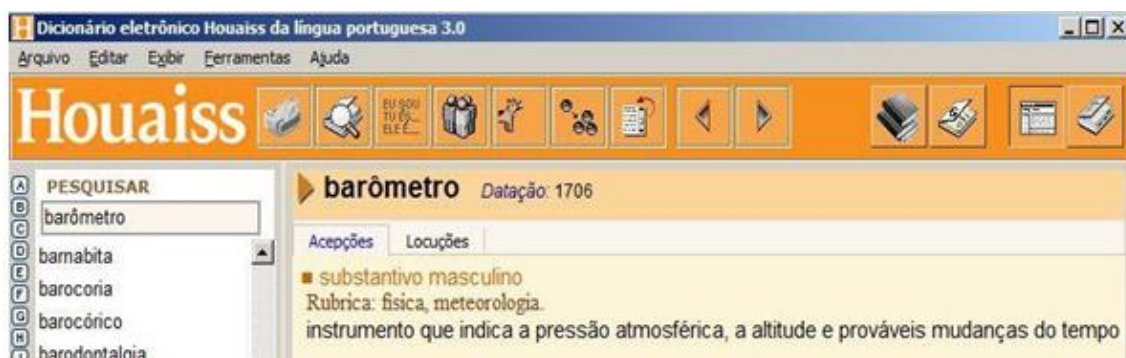 Dicionário eletrônico Houaiss da língua portuguesa 3.0
Arquivo Editar Exibir Ferramentas Ajuda
Houaiss
EU SOU
TU ÉS...
ELE É...
PESQUISAR
barômetro
barnabita
barocoria
barocórico
barodontalgia
A
B
C
D
E
F
G
H
barômetro Datação: 1706
Acepções Locuções
substantivo masculino
Rubrica: física, meteorologia.
instrumento que indica a pressão atmosférica, a altitude e prováveis mudanças do tempo